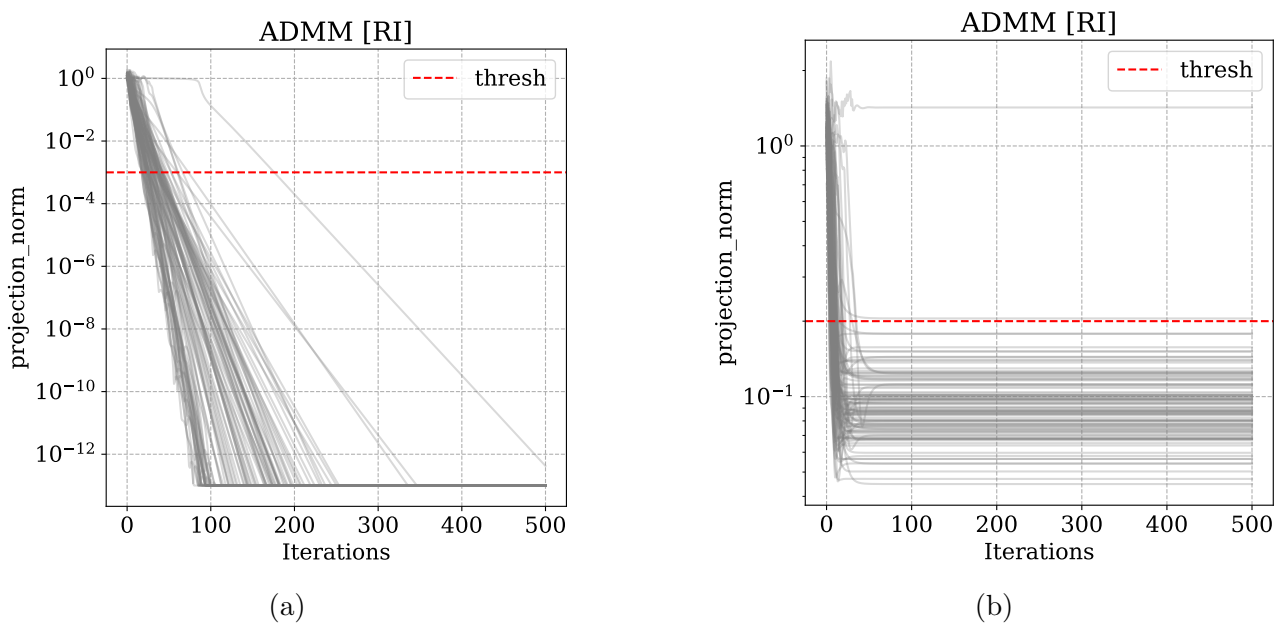 ADMM [RI]
thresh
10^0
10^-2
10^-4
10^-6
10^-8
10^-10
10^-12
projection_norm
0 100 200 300 400 500
Iterations
(a)
ADMM [RI]
thresh
10^0
10^-1
projection_norm
0 100 200 300 400 500
Iterations
(b)